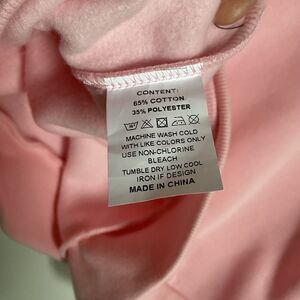 CONTENT:
65% COTTON
35% POLYESTER
MACHINE WASH COLD
WITH LIKE COLORS ONLY
USE NON-CHLORINE
BLEACH
TUMBLE DRY LOW COOL
IRON IF DESIGN
MADE IN CHINA